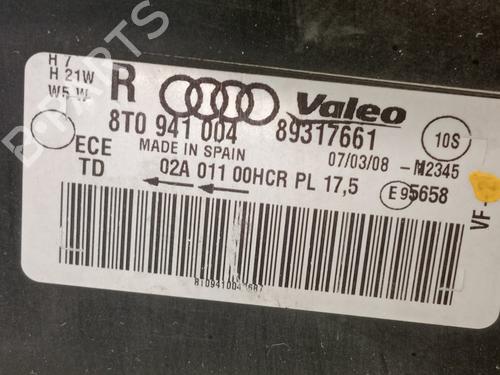 H 7
H 21W
W5 W
R Valeo
8T0 941 004 89317661
10S
ECE MADE IN SPAIN 07/03/08 -M2345
TD 02A 011 00HCR PL 17,5 E9 5658
VF-
B-PARTS